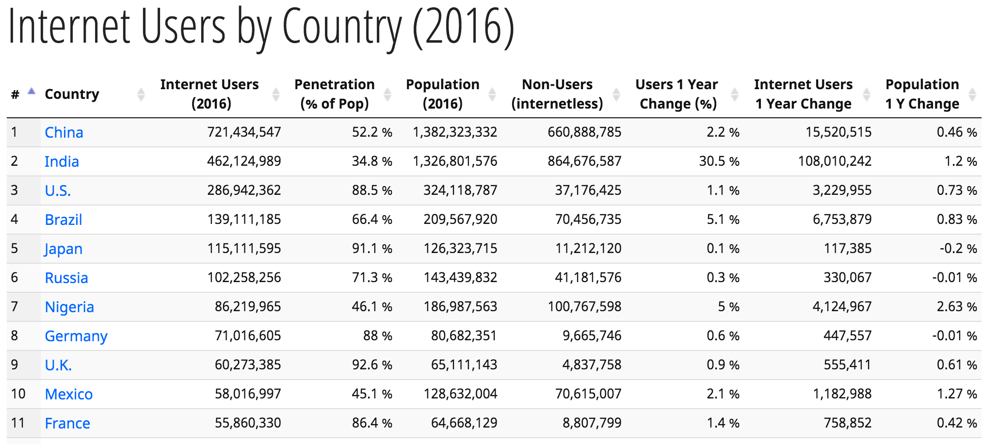 Internet Users by Country (2016)
# Country Internet Users (2016) Penetration (% of Pop) Population (2016) Non-Users (internetless) Users 1 Year Change (%) Internet Users 1 Year Change Population 1 Y Change
1 China 721,434,547 52.2 % 1,382,323,332 660,888,785 2.2 % 15,520,515 0.46 %
2 India 462,124,989 34.8 % 1,326,801,576 864,676,587 30.5 % 108,010,242 1.2 %
3 U.S. 286,942,362 88.5 % 324,118,787 37,176,425 1.1 % 3,229,955 0.73 %
4 Brazil 139,111,185 66.4 % 209,567,920 70,456,735 5.1 % 6,753,879 0.83 %
5 Japan 115,111,595 91.1 % 126,323,715 11,212,120 0.1 % 117,385 -0.2 %
6 Russia 102,258,256 71.3 % 143,439,832 41,181,576 0.3 % 330,067 -0.01 %
7 Nigeria 86,219,965 46.1 % 186,987,563 100,767,598 5 % 4,124,967 2.63 %
8 Germany 71,016,605 88 % 80,682,351 9,665,746 0.6 % 447,557 -0.01 %
9 U.K. 60,273,385 92.6 % 65,111,143 4,837,758 0.9 % 555,411 0.61 %
10 Mexico 58,016,997 45.1 % 128,632,004 70,615,007 2.1 % 1,182,988 1.27 %
11 France 55,860,330 86.4 % 64,668,129 8,807,799 1.4 % 758,852 0.42 %